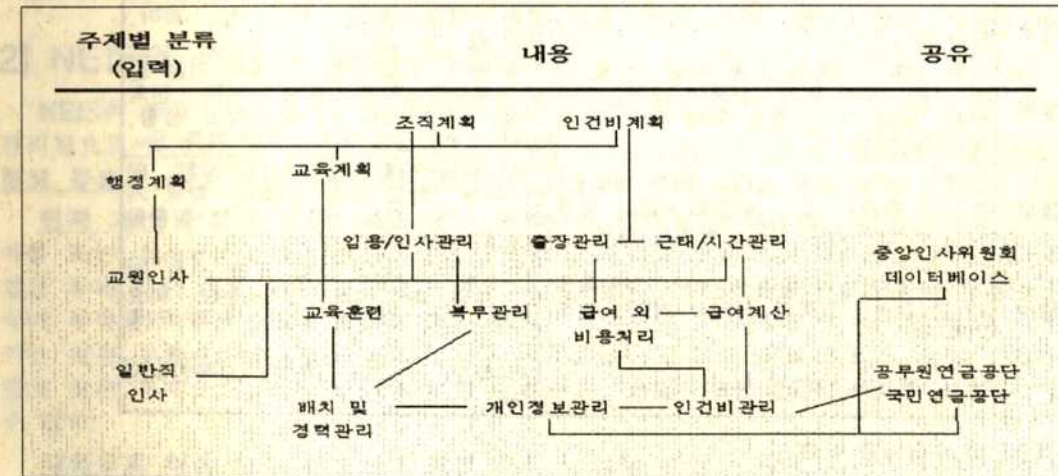 주제별 분류
(입력)
내용
공유
조직계획
인건비계획
행정계획
교육계획
임용/인사관리
출장관리
근태/시간관리
교원인사
중앙인사위원회
데이터베이스
교육훈련
복무관리
급여 외
비용처리
급여계산
일반직
인사
배치 및
경력관리
개인정보관리
인건비관리
공무원연금공단
국민연금공단